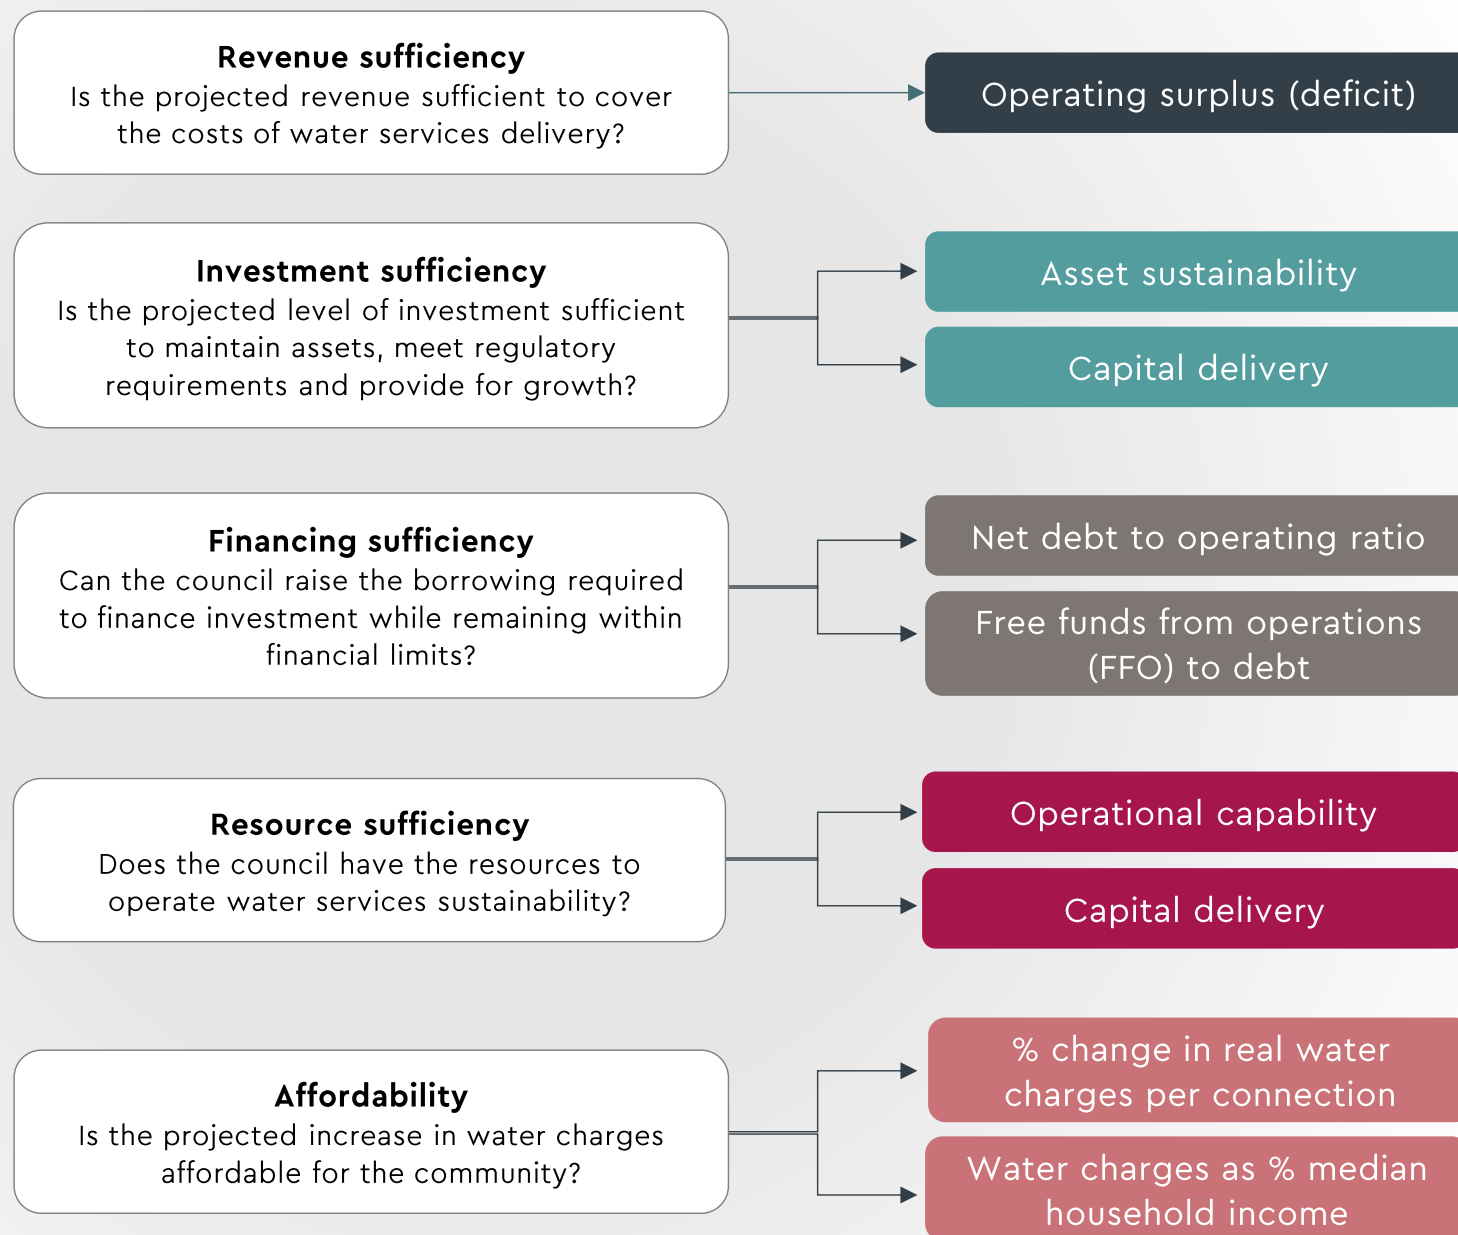 Revenue sufficiency
Is the projected revenue sufficient to cover
the costs of water services delivery?
Operating surplus (deficit)
Investment sufficiency
Is the projected level of investment sufficient
to maintain assets, meet regulatory
requirements and provide for growth?
Asset sustainability
Capital delivery
Financing sufficiency
Can the council raise the borrowing required
to finance investment while remaining within
financial limits?
Net debt to operating ratio
Free funds from operations
(FFO) to debt
Resource sufficiency
Does the council have the resources to
operate water services sustainability?
Operational capability
Capital delivery
Affordability
Is the projected increase in water charges
affordable for the community?
% change in real water
charges per connection
Water charges as % median
household income